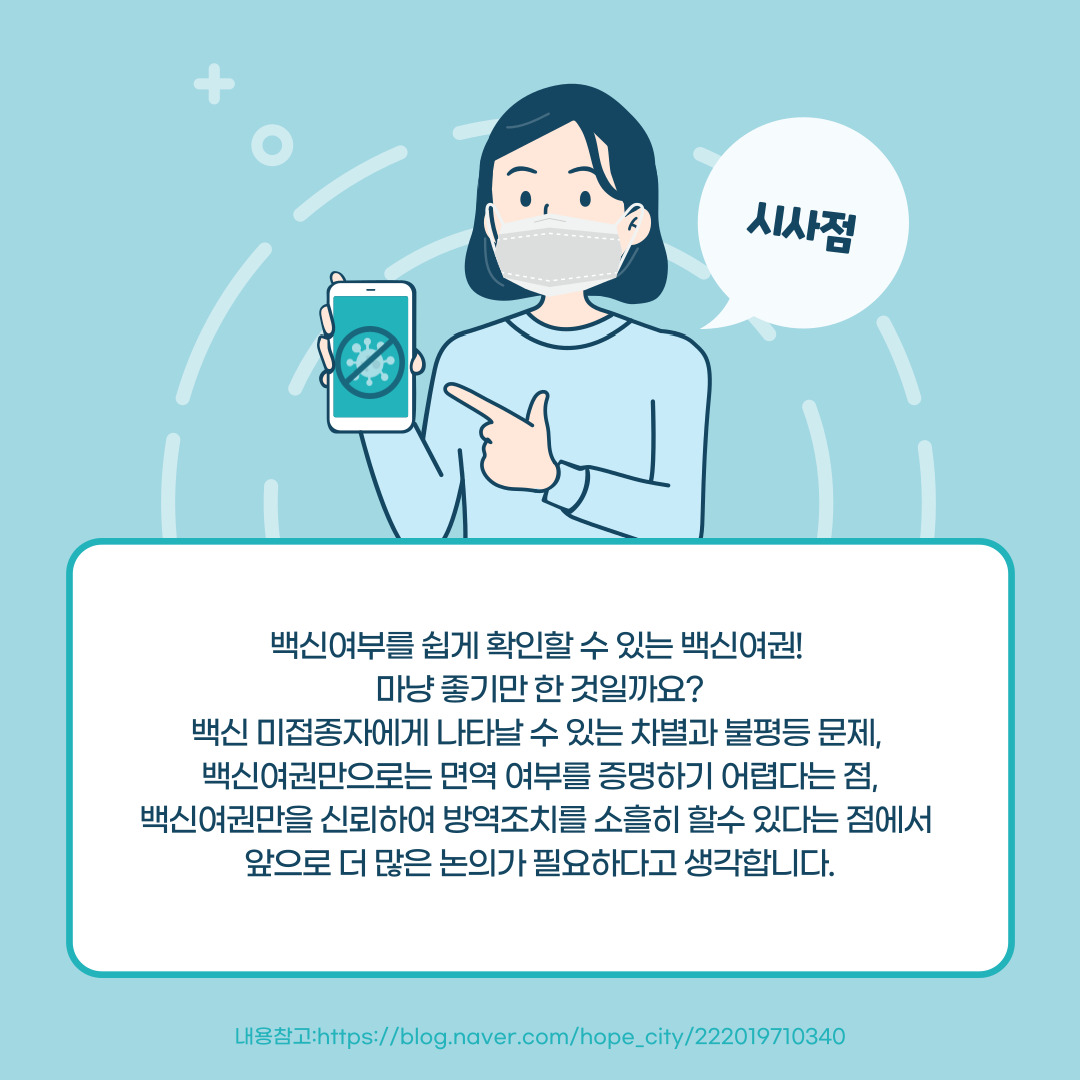 시사점
백신여부를 쉽게 확인할 수 있는 백신여권!
마냥 좋기만 한 것일까요?
백신 미접종자에게 나타날 수 있는 차별과 불평등 문제,
백신여권만으로는 면역 여부를 증명하기 어렵다는 점,
백신여권만을 신뢰하여 방역조치를 소홀히 할수 있다는 점에서
앞으로 더 많은 논의가 필요하다고 생각합니다.
내용참고:https://blog.naver.com/hope_city/222019710340